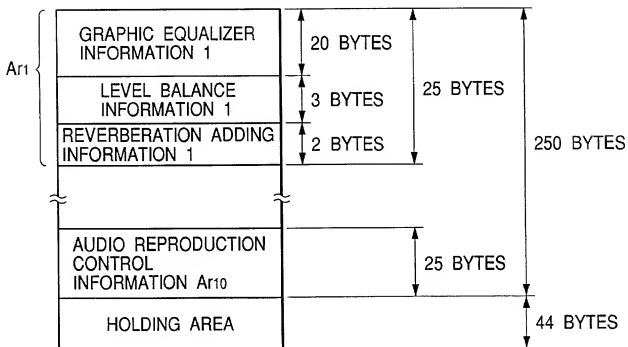 GRAPHIC EQUALIZER
INFORMATION 1
20 BYTES
Ar1
LEVEL BALANCE
INFORMATION 1
3 BYTES
25 BYTES
REVERBERATION ADDING
INFORMATION 1
2 BYTES
250 BYTES
AUDIO REPRODUCTION
CONTROL
INFORMATION Ar10
25 BYTES
HOLDING AREA
44 BYTES